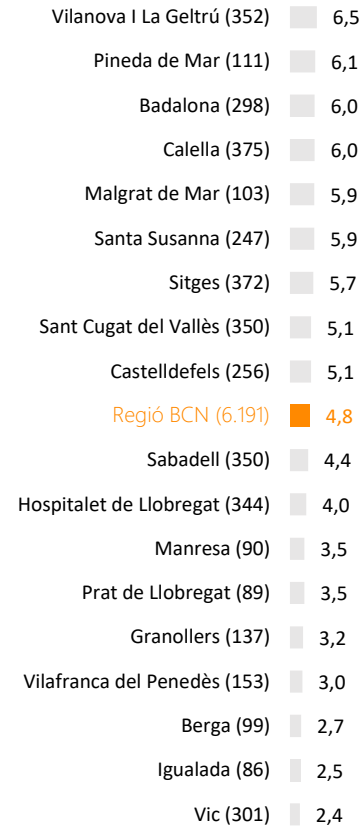 Vilanova I La Geltrú (352) 6,5
Pineda de Mar (111) 6,1
Badalona (298) 6,0
Calella (375) 6,0
Malgrat de Mar (103) 5,9
Santa Susanna (247) 5,9
Sitges (372) 5,7
Sant Cugat del Vallès (350) 5,1
Castelldefels (256) 5,1
Regió BCN (6.191) 4,8
Sabadell (350) 4,4
Hospitalet de Llobregat (344) 4,0
Manresa (90) 3,5
Prat de Llobregat (89) 3,5
Granollers (137) 3,2
Vilafranca del Penedès (153) 3,0
Berga (99) 2,7
Igualada (86) 2,5
Vic (301) 2,4